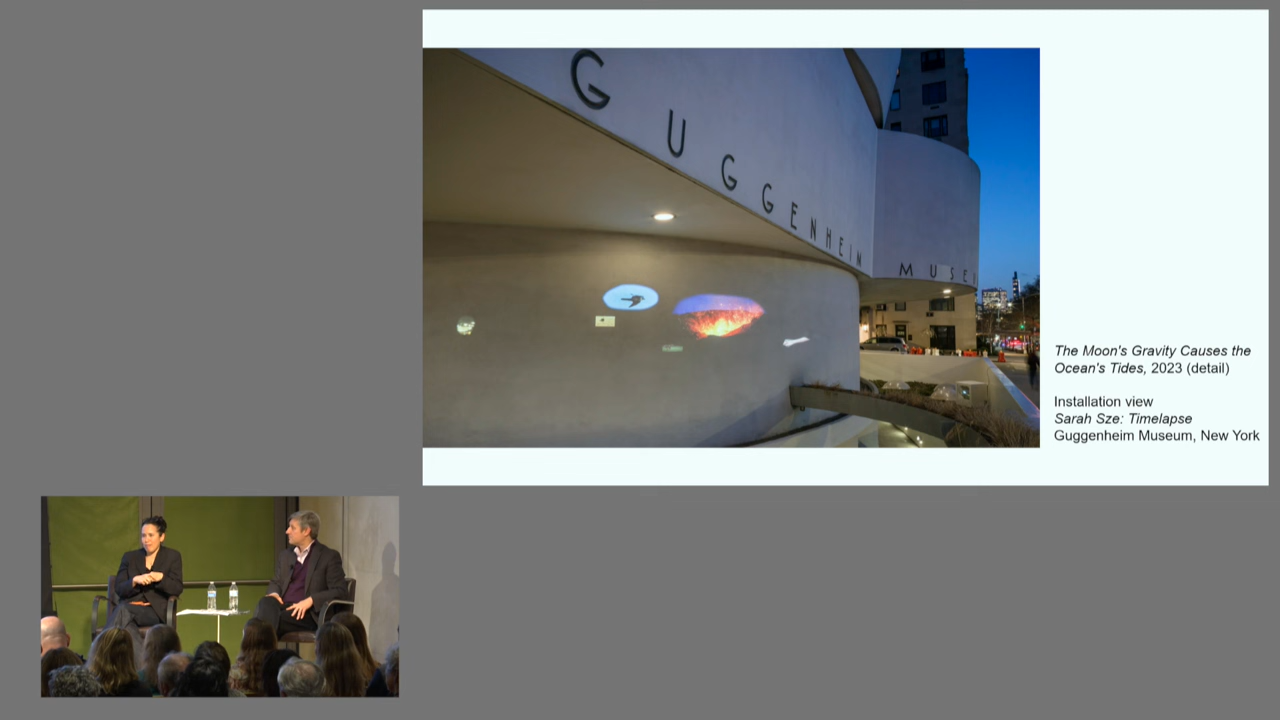 GUGGENHEIM MUSE
The Moon's Gravity Causes the
Ocean's Tides, 2023 (detail)
Installation view
Sarah Sze: Timelapse
Guggenheim Museum, New York